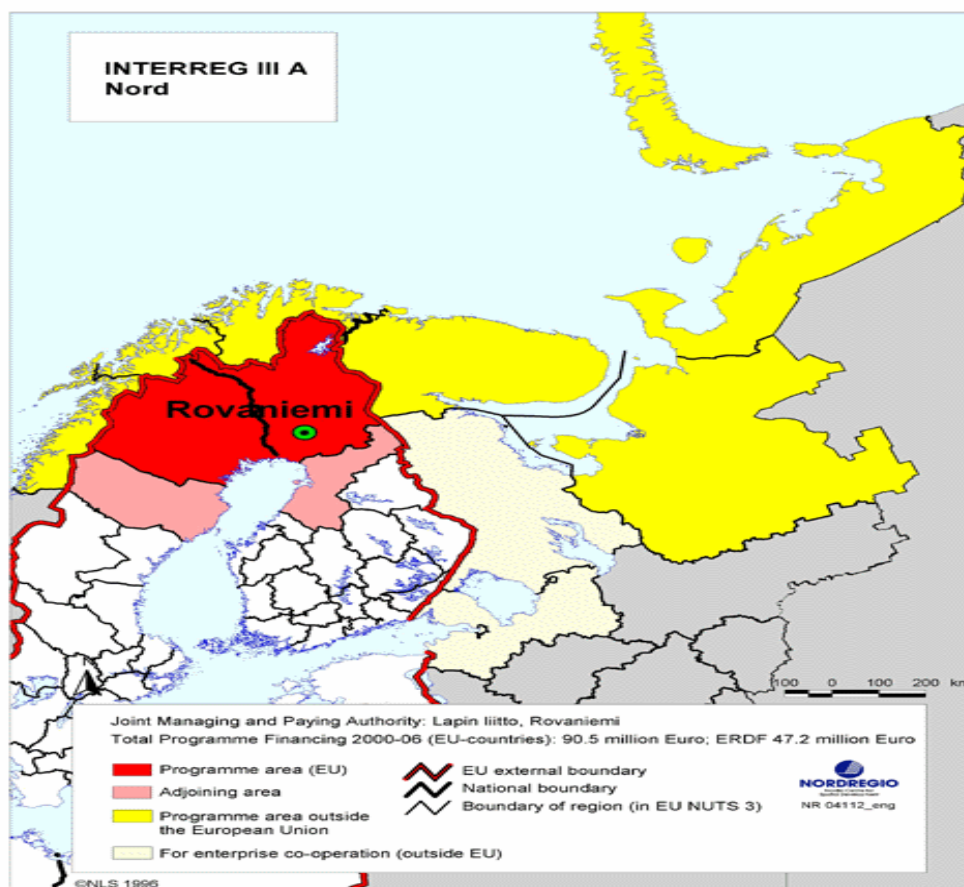 INTERREG III A
Nord
Rovaniemi
100 0 100 200 km
Joint Managing and Paying Authority: Lapin liitto, Rovaniemi
Total Programme Financing 2000-06 (EU-countries): 90.5 million Euro; ERDF 47.2 million Euro
Programme area (EU)
Adjoining area
Programme area outside
the European Union
For enterprise co-operation (outside EU)
EU external boundary
National boundary
Boundary of region (in EU NUTS 3)
NORDREGIO
NR 04112_eng
©NLS 1996